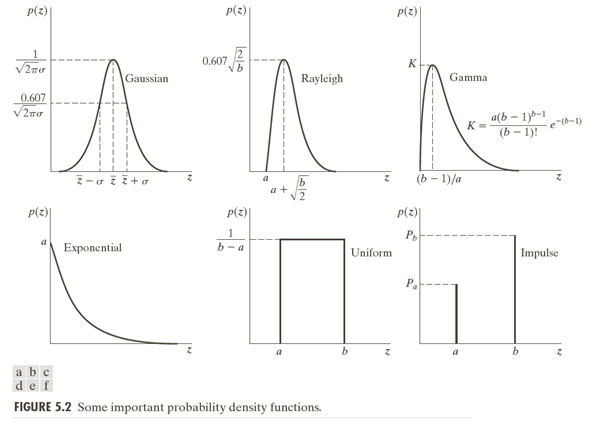 p(z)
1
√2πσ
0.607
√2πσ
Gaussian
z̄ − σ z̄ z̄ + σ
z
p(z)
0.607 √2/b
Rayleigh
a
a + √b/2
z
p(z)
K
Gamma
K = a(b − 1)^b−1 / (b − 1)! e^−(b−1)
(b − 1)/a
z
p(z)
a
Exponential
z
p(z)
1
b − a
Uniform
a b z
p(z)
P_b
Impulse
P_a
a b z
a b c
d e f
FIGURE 5.2 Some important probability density functions.